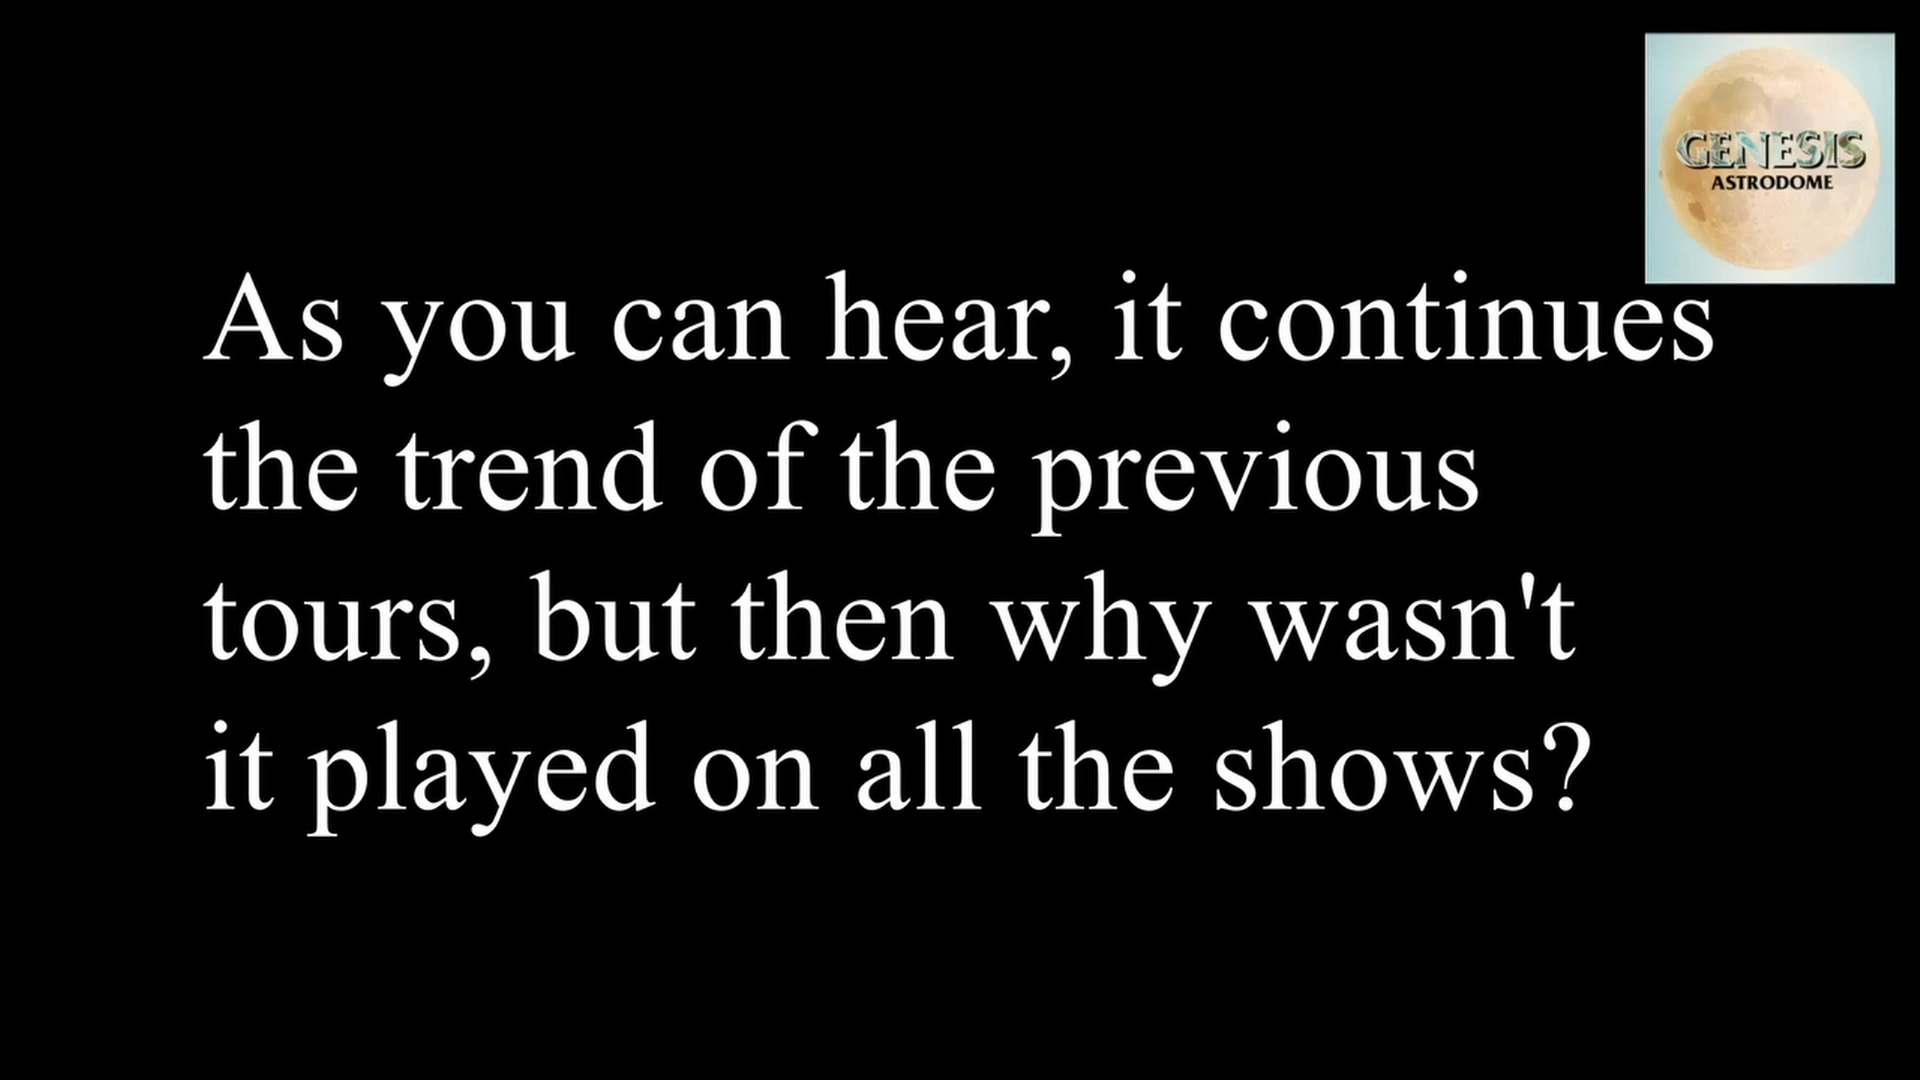 GENESIS
ASTRODOME
As you can hear, it continues
the trend of the previous
tours, but then why wasn't
it played on all the shows?